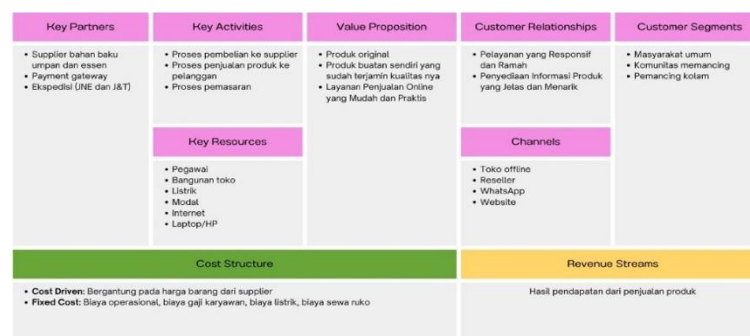 Key Partners
• Supplier bahan baku
umpan dan essen
• Payment gateway
• Ekspedisi (JNE dan J&T)
Key Activities
• Proses pembelian ke supplier
• Proses penjualan produk ke
pelanggan
• Proses pemasaran
Key Resources
• Pegawai
• Bangunan toko
• Listrik
• Modal
• Internet
• Laptop/HP
Value Proposition
• Produk original
• Produk buatan sendiri yang
sudah terjamin kualitas nya
• Layanan Penjualan Online
yang Mudah dan Praktis
Customer Relationships
• Pelayanan yang Responsif
dan Ramah
• Penyediaan Informasi Produk
yang Jelas dan Menarik
Channels
• Toko offline
• Reseller
• WhatsApp
• Website
Customer Segments
• Masyarakat umum
• Komunitas memancing
• Pemancing kolam
Cost Structure
• Cost Driven: Bergantung pada harga barang dari supplier
• Fixed Cost: Biaya operasional, biaya gaji karyawan, biaya listrik, biaya sewa ruko
Revenue Streams
Hasil pendapatan dari penjualan produk